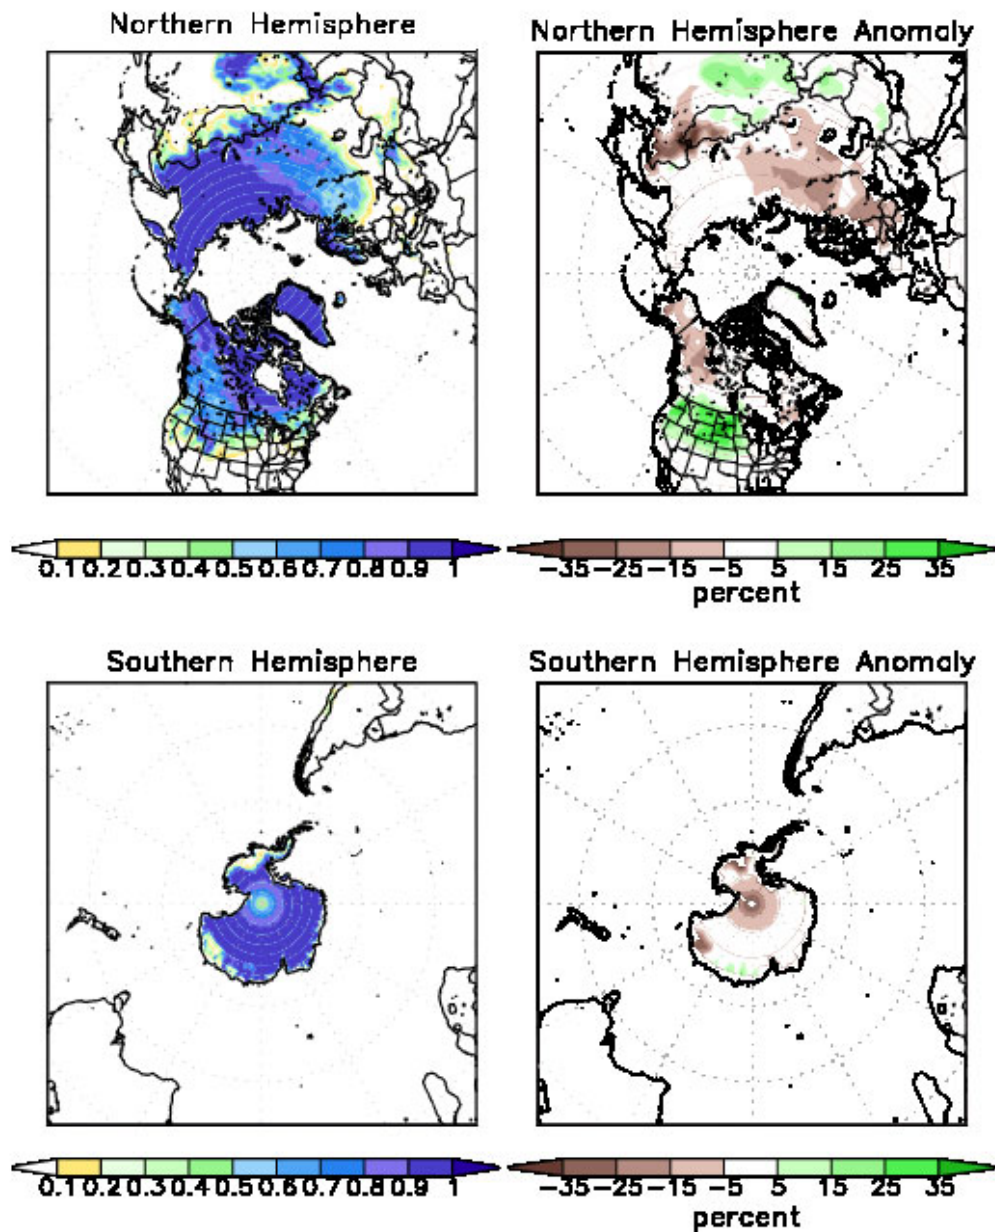 Northern Hemisphere
Northern Hemisphere Anomaly
0.1 0.2 0.3 0.4 0.5 0.6 0.7 0.8 0.9 1
-35 -25 -15 -5 5 15 25 35
percent
Southern Hemisphere
Southern Hemisphere Anomaly
0.1 0.2 0.3 0.4 0.5 0.6 0.7 0.8 0.9 1
-35 -25 -15 -5 5 15 25 35
percent